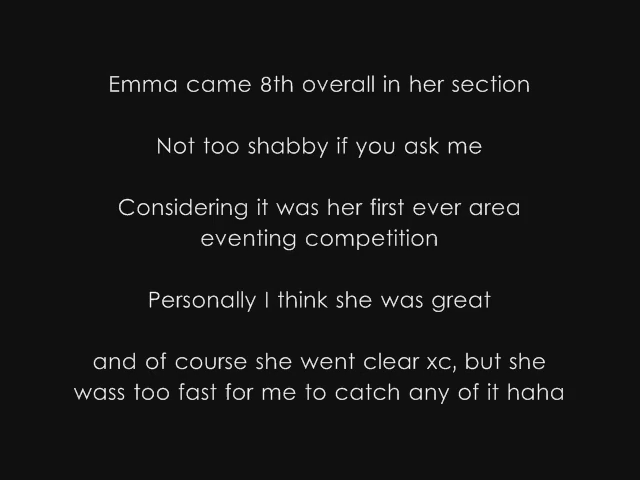 Emma came 8th overall in her section
Not too shabby if you ask me
Considering it was her first ever area
eventing competition
Personally I think she was great
and of course she went clear xc, but she
wass too fast for me to catch any of it haha